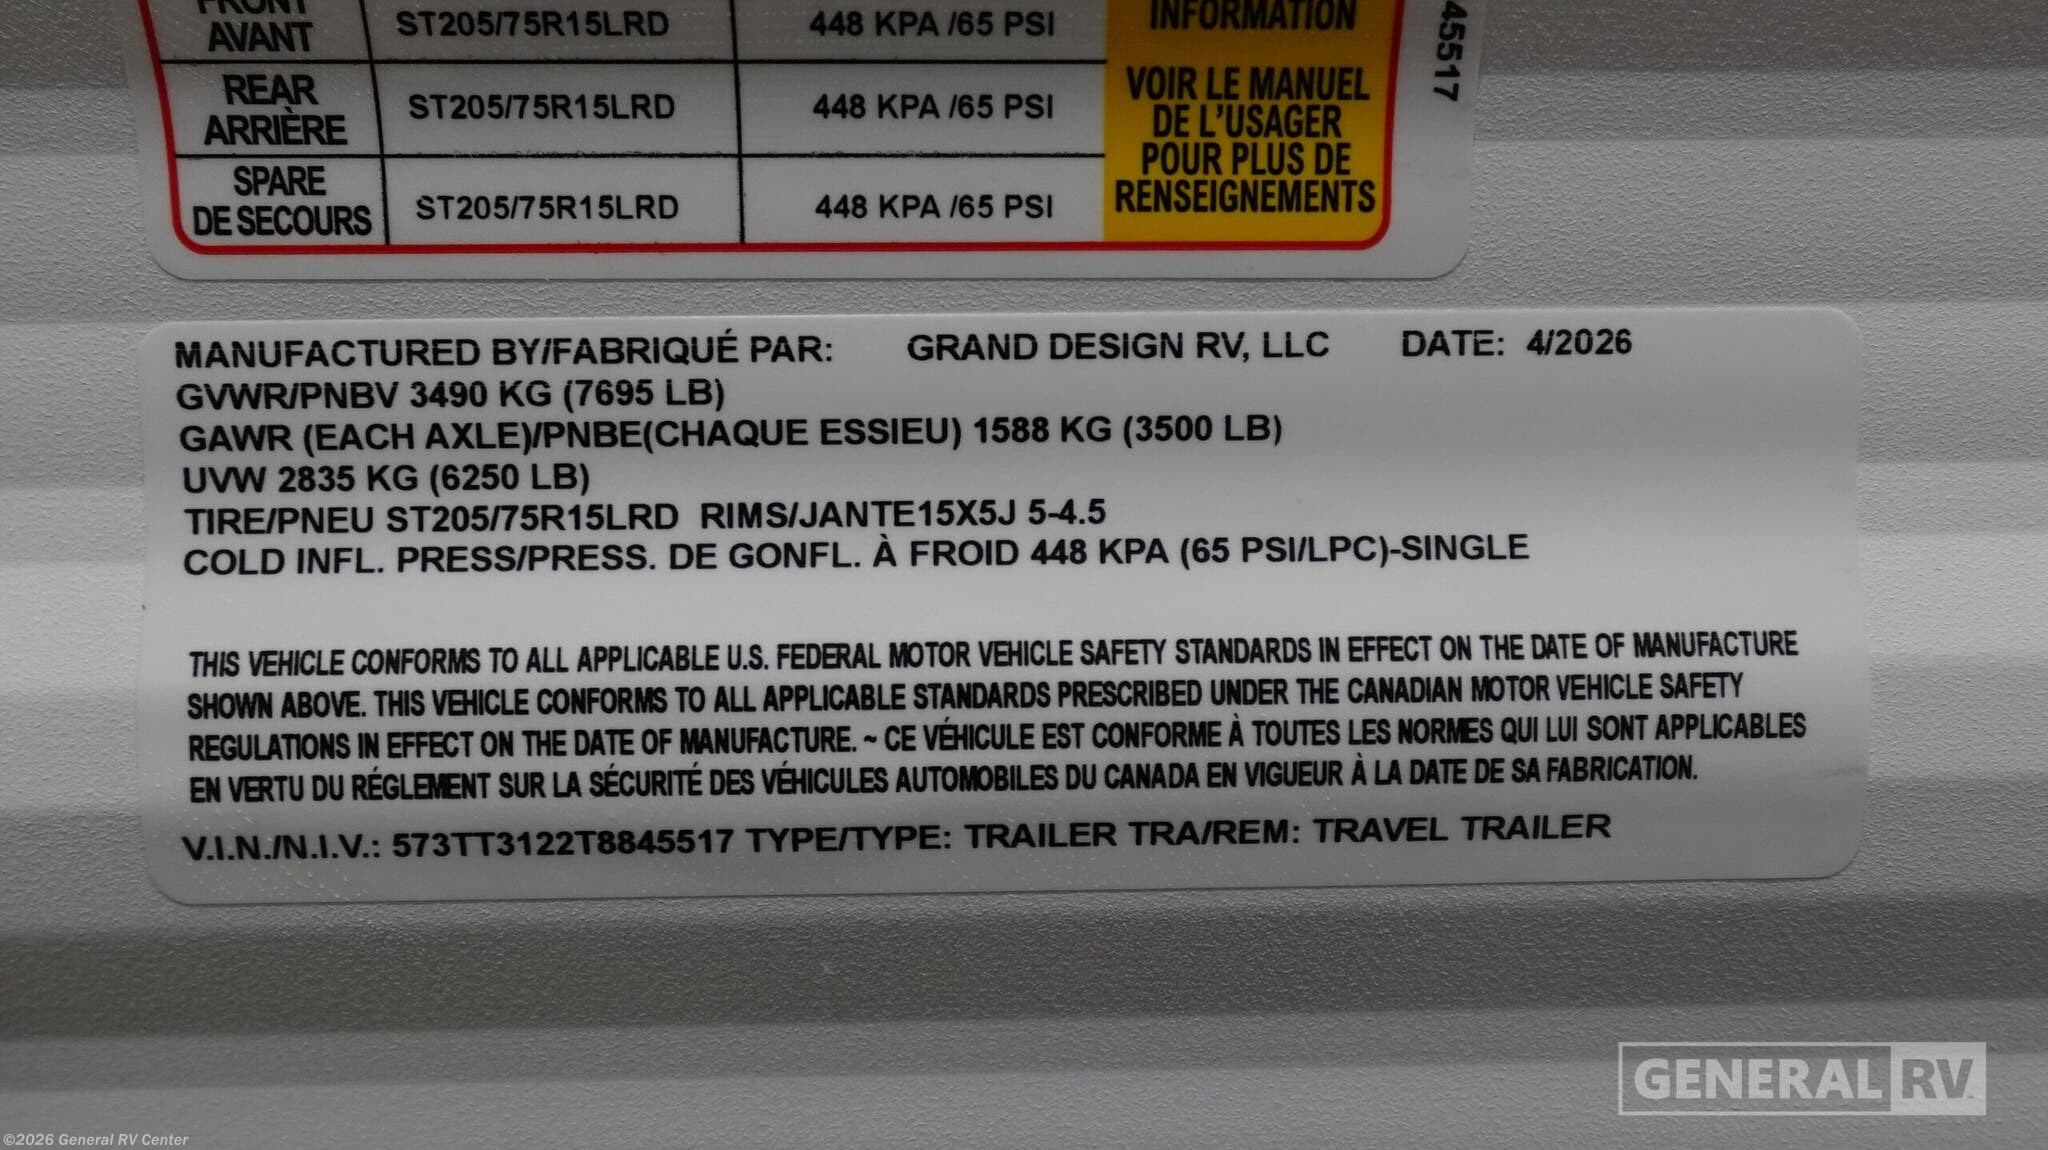 FRONT
AVANT ST205/75R15LRD 448 KPA /65 PSI
REAR
ARRIÈRE ST205/75R15LRD 448 KPA /65 PSI
SPARE
DE SECOURS ST205/75R15LRD 448 KPA /65 PSI
INFORMATION
VOIR LE MANUEL
DE L'USAGER
POUR PLUS DE
RENSEIGNEMENTS
45517
MANUFACTURED BY/FABRIQUÉ PAR: GRAND DESIGN RV, LLC DATE: 4/2026
GVWR/PNBV 3490 KG (7695 LB)
GAWR (EACH AXLE)/PNBE(CHAQUE ESSIEU) 1588 KG (3500 LB)
UVW 2835 KG (6250 LB)
TIRE/PNEU ST205/75R15LRD RIMS/JANTE15X5J 5-4.5
COLD INFL. PRESS/PRESS. DE GONFL. À FROID 448 KPA (65 PSI/LPC)-SINGLE
THIS VEHICLE CONFORMS TO ALL APPLICABLE U.S. FEDERAL MOTOR VEHICLE SAFETY STANDARDS IN EFFECT ON THE DATE OF MANUFACTURE
SHOWN ABOVE. THIS VEHICLE CONFORMS TO ALL APPLICABLE STANDARDS PRESCRIBED UNDER THE CANADIAN MOTOR VEHICLE SAFETY
REGULATIONS IN EFFECT ON THE DATE OF MANUFACTURE. ~ CE VÉHICULE EST CONFORME À TOUTES LES NORMES QUI LUI SONT APPLICABLES
EN VERTU DU RÉGLEMENT SUR LA SÉCURITÉ DES VÉHICULES AUTOMOBILES DU CANADA EN VIGUEUR À LA DATE DE SA FABRICATION.
V.I.N./N.I.V.: 573TT3122T8845517 TYPE/TYPE: TRAILER TRA/REM: TRAVEL TRAILER
GENERAL RV
©2026 General RV Center